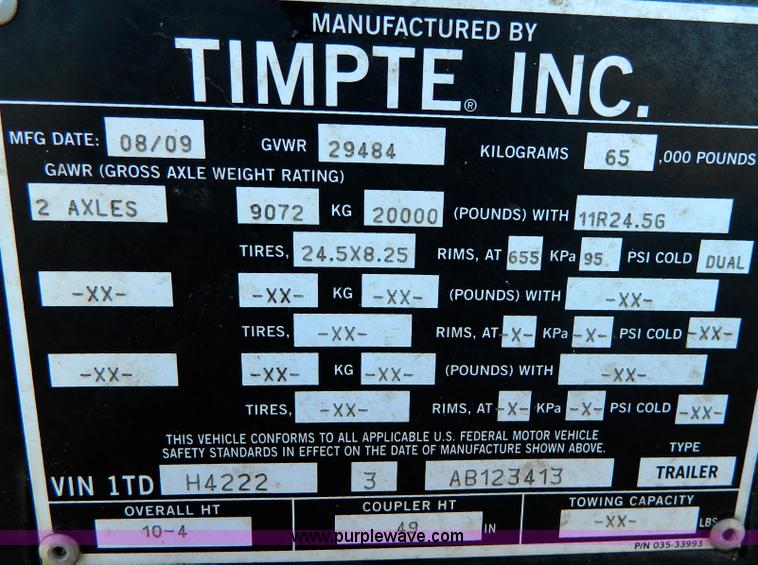 MANUFACTURED BY
TIMPTE® INC.
MFG DATE: 08/09 GVWR 29484 KILOGRAMS 65 ,000 POUNDS
GAWR (GROSS AXLE WEIGHT RATING)
2 AXLES 9072 KG 20000 (POUNDS) WITH 11R24.5G
TIRES, 24.5X8.25 RIMS, AT 655 KPa 95 PSI COLD DUAL
-XX- -XX- KG -XX- (POUNDS) WITH -XX-
TIRES, -XX- RIMS, AT -X- KPa -X- PSI COLD -XX-
-XX- -XX- KG -XX- (POUNDS) WITH -XX-
TIRES, -XX- RIMS, AT -X- KPa -X- PSI COLD -XX-
THIS VEHICLE CONFORMS TO ALL APPLICABLE U.S. FEDERAL MOTOR VEHICLE
SAFETY STANDARDS IN EFFECT ON THE DATE OF MANUFACTURE SHOWN ABOVE.
TYPE
VIN 1TD H4222 3 AB123413 TRAILER
OVERALL HT COUPLER HT TOWING CAPACITY
10-4 49 IN -XX- LBS
www.purplewave.com
P/N 035-33993